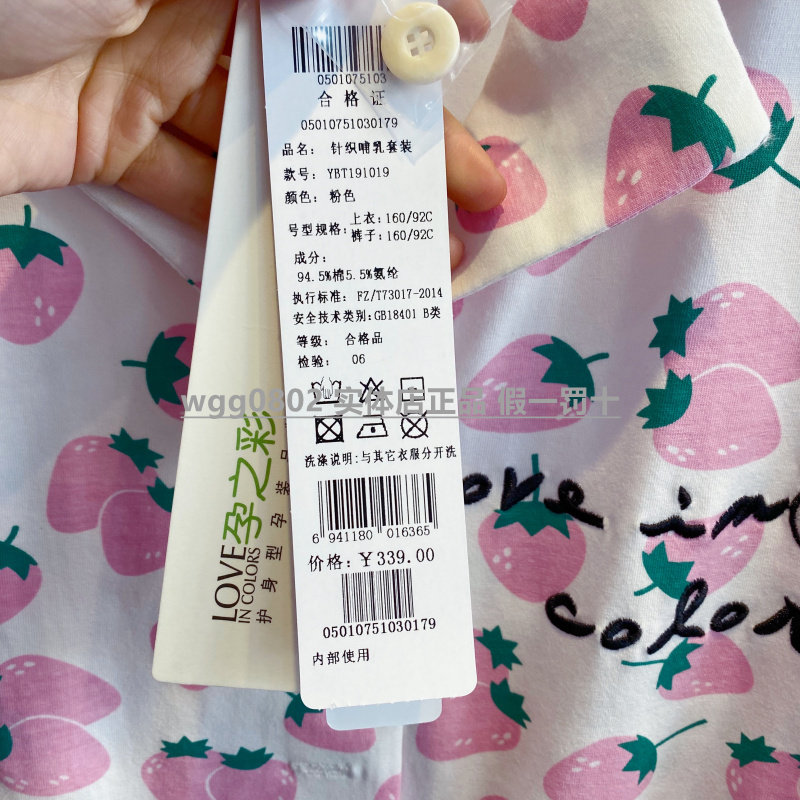 0501075103
合格证
05010751030179
品名: 针织哺乳套装
款号: YBT191019
颜色: 粉色
号型规格: 上衣:160/92C
裤子:160/92C
成分:
94.5%棉5.5%氨纶
执行标准: FZ/T73017-2014
安全技术类别:GB18401 B类
等级: 合格品
检验: 06
wgg0802 实体店正品 假一罚十
洗涤说明:与其它衣服分开洗
6 941180 016365
价格:¥339.00
05010751030179
内部使用
孕之彩
LOVE
IN COLORS
护身型孕装
ove in
color